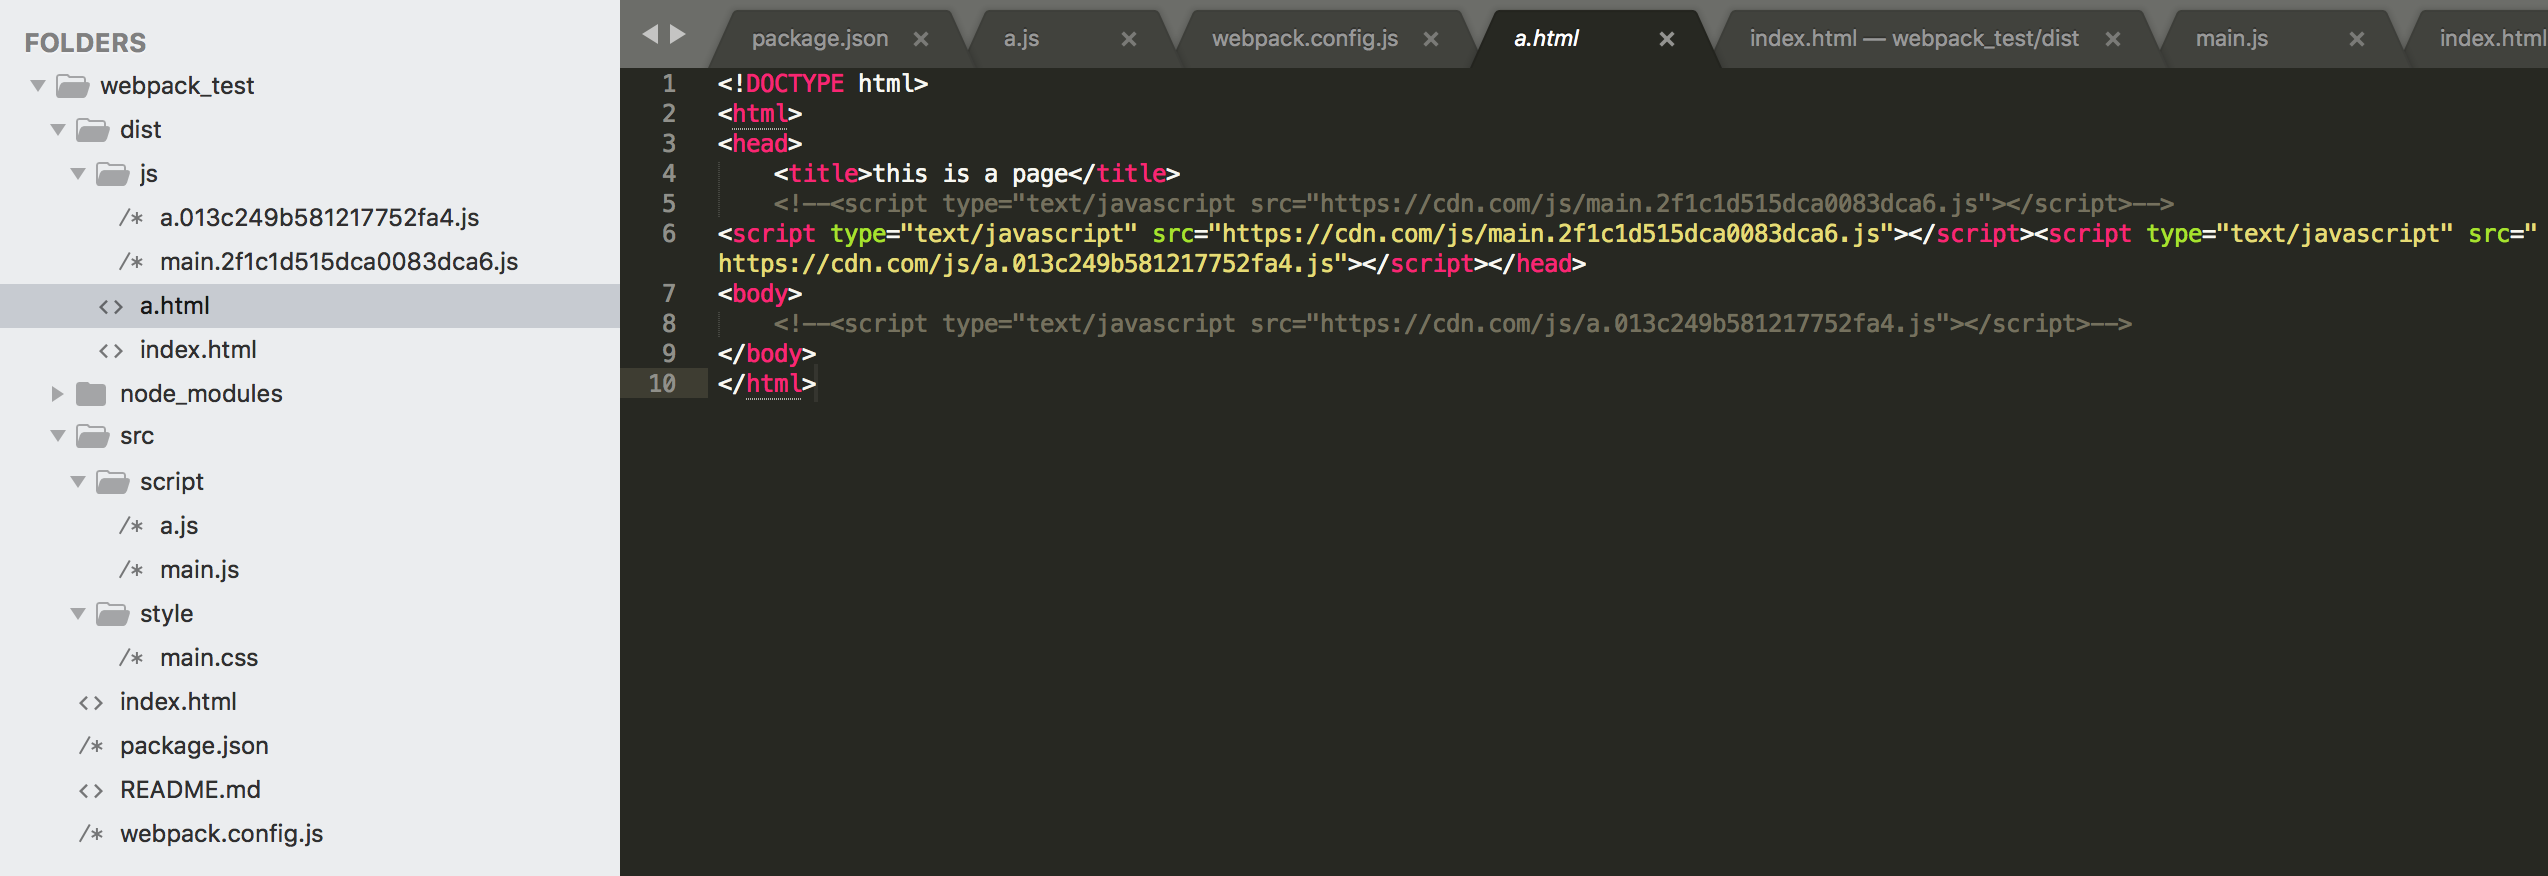 FOLDERS
webpack_test
dist
js
/* a.013c249b581217752fa4.js
/* main.2f1c1d515dca0083dca6.js
<> a.html
<> index.html
node_modules
src
script
/* a.js
/* main.js
style
/* main.css
<> index.html
/* package.json
<> README.md
/* webpack.config.js
package.json × a.js × webpack.config.js × a.html × index.html — webpack_test/dist × main.js × index.html
1 <!DOCTYPE html>
2 <html>
3 <head>
4     <title>this is a page</title>
5     <!--<script type="text/javascript src="https://cdn.com/js/main.2f1c1d515dca0083dca6.js"></script>-->
6 <script type="text/javascript" src="https://cdn.com/js/main.2f1c1d515dca0083dca6.js"></script><script type="text/javascript" src="
https://cdn.com/js/a.013c249b581217752fa4.js"></script></head>
7 <body>
8     <!--<script type="text/javascript src="https://cdn.com/js/a.013c249b581217752fa4.js"></script>-->
9 </body>
10 </html>